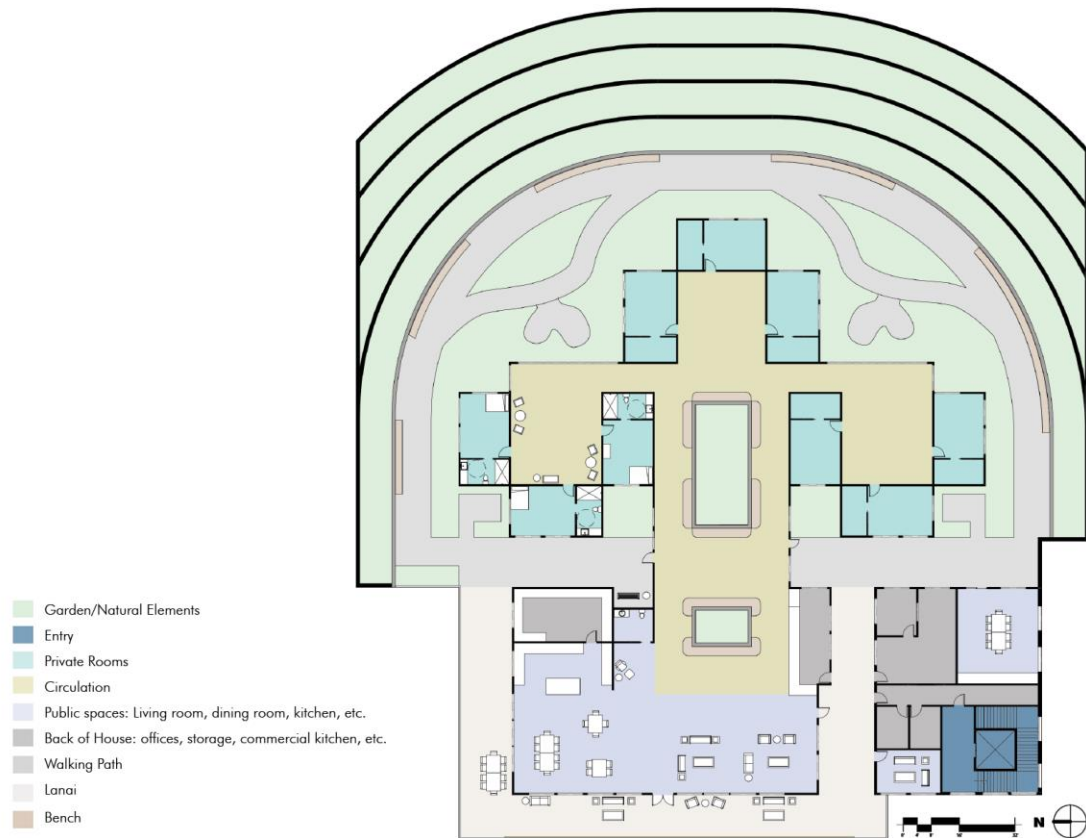 Garden/Natural Elements
Entry
Private Rooms
Circulation
Public spaces: Living room, dining room, kitchen, etc.
Back of House: offices, storage, commercial kitchen, etc.
Walking Path
Lanai
Bench
N